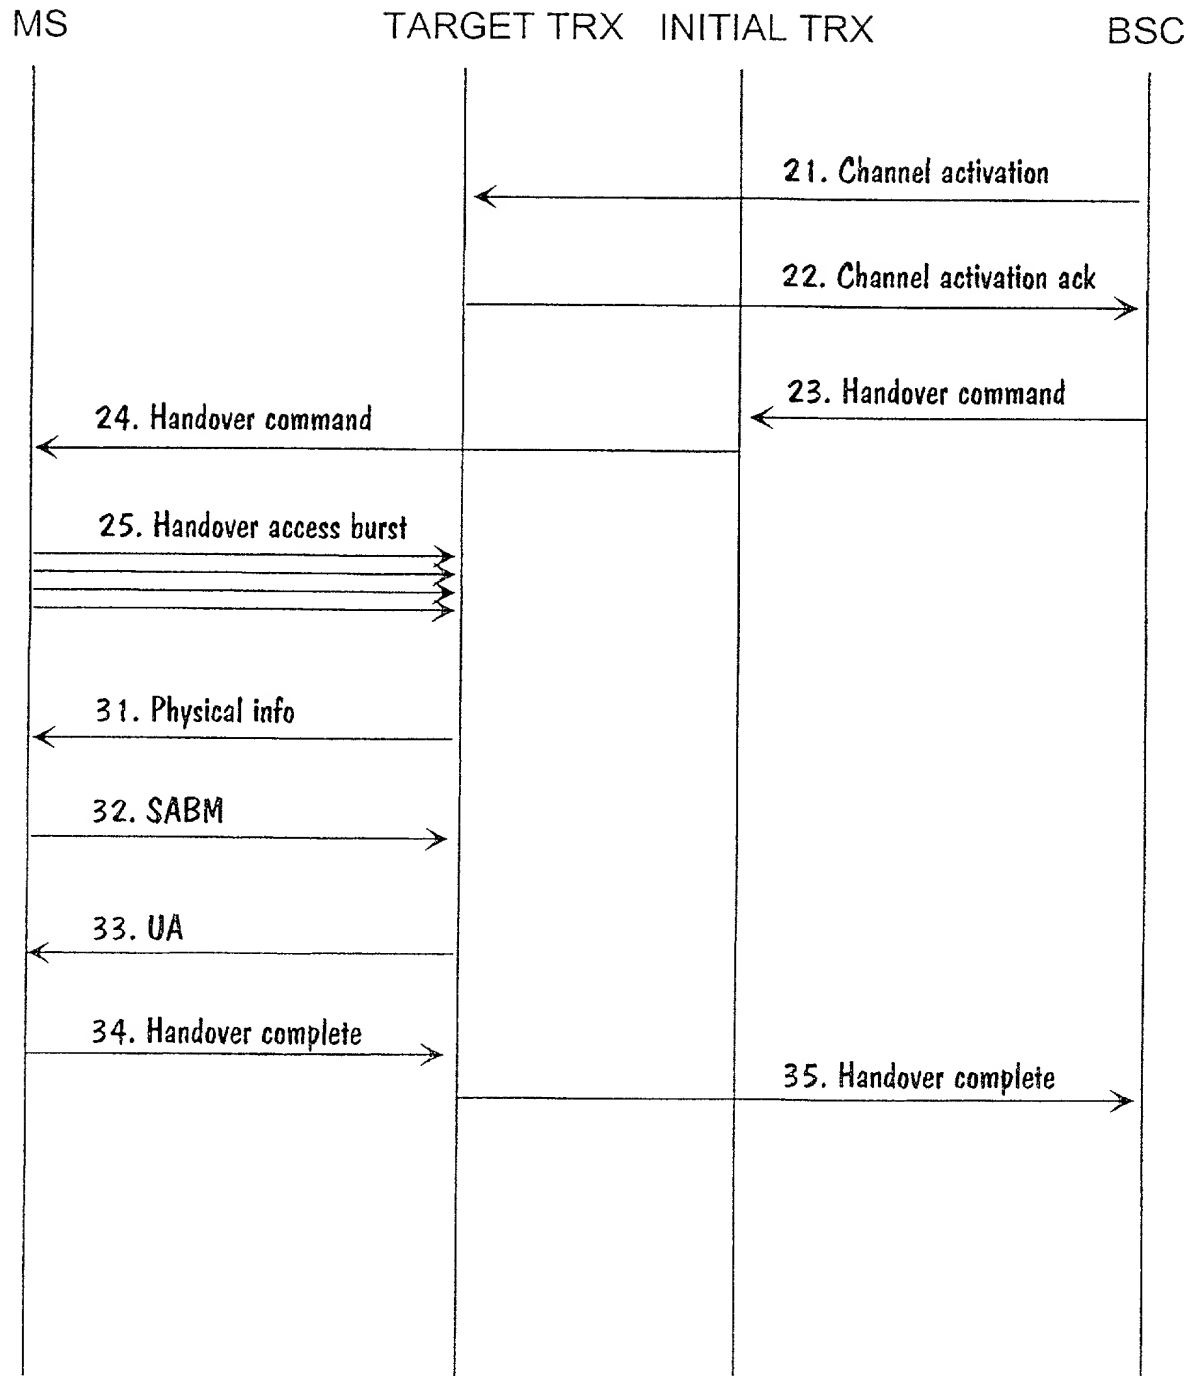 MS TARGET TRX INITIAL TRX BSC
21. Channel activation
22. Channel activation ack
23. Handover command
24. Handover command
25. Handover access burst
31. Physical info
32. SABM
33. UA
34. Handover complete
35. Handover complete